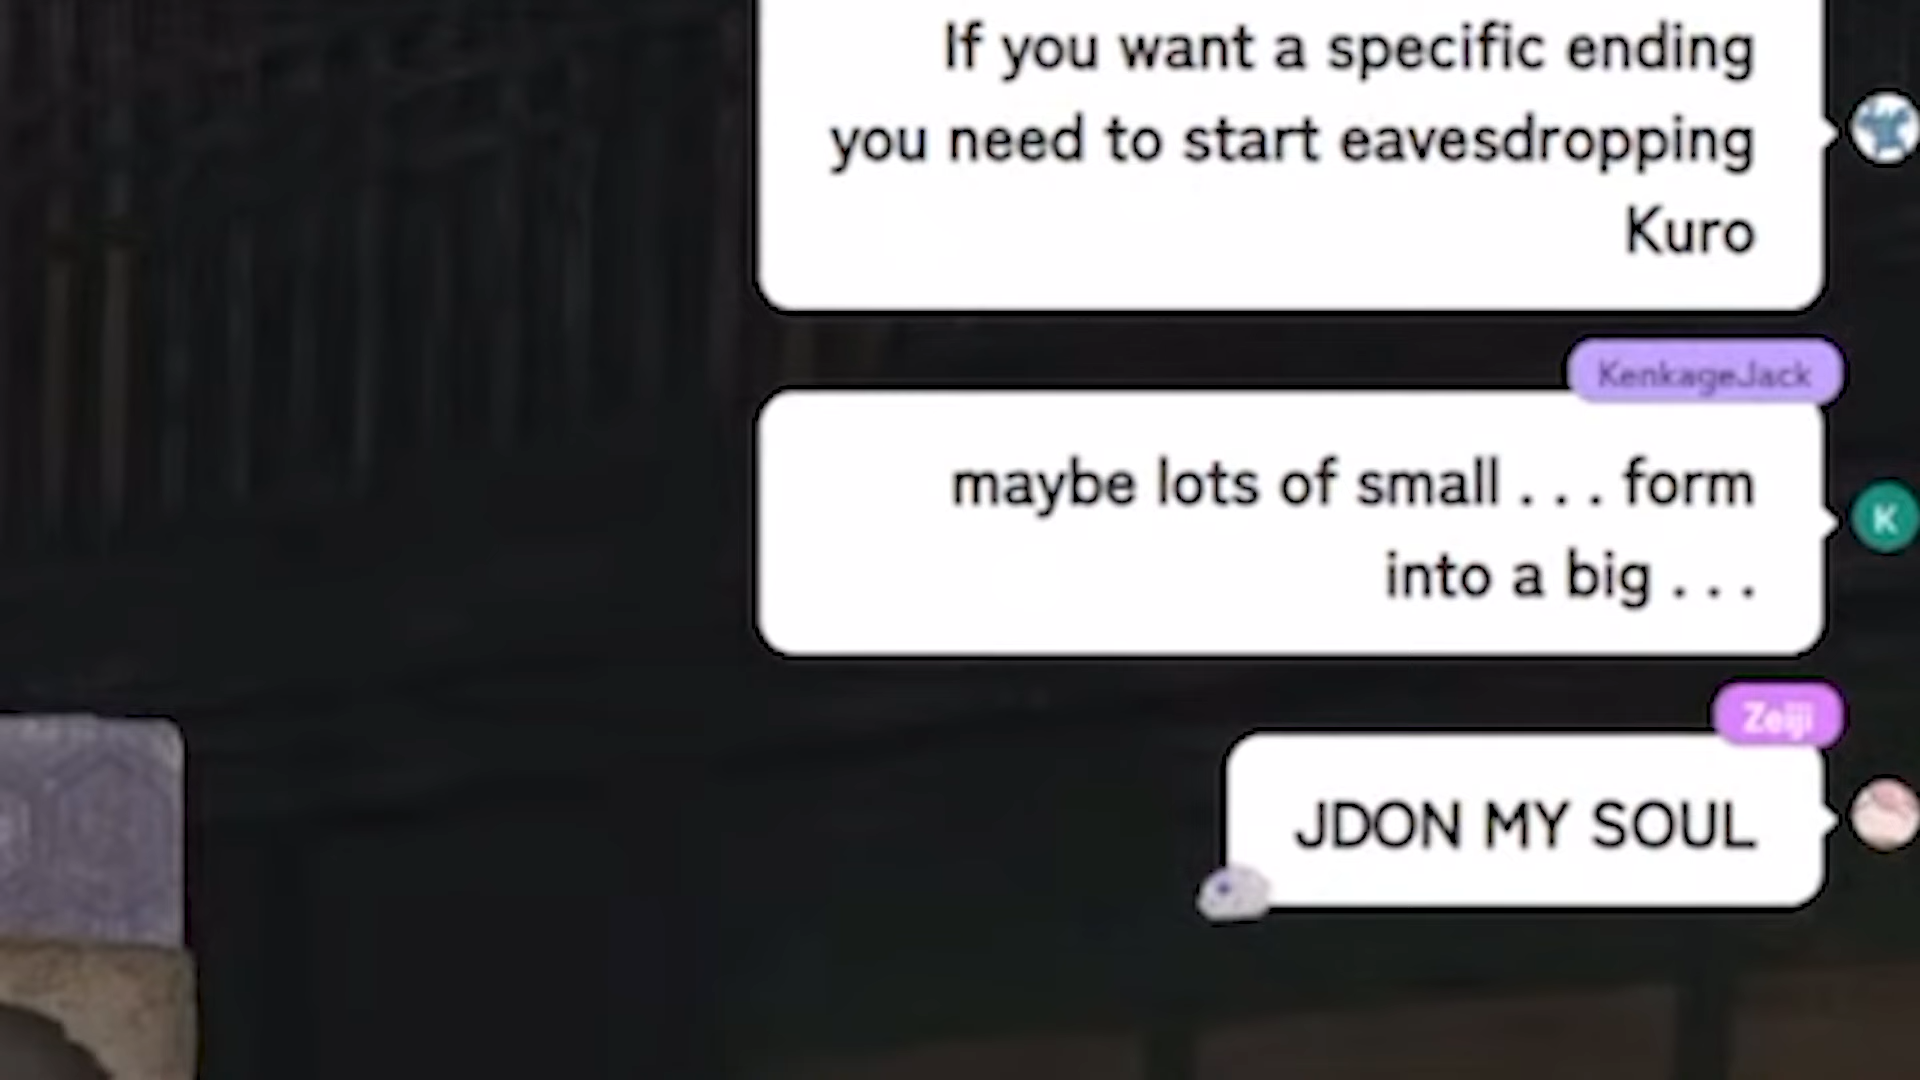 If you want a specific ending
you need to start eavesdropping
Kuro
KenkageJack
maybe lots of small . . . form
into a big . . .
K
Zeiji
JDON MY SOUL